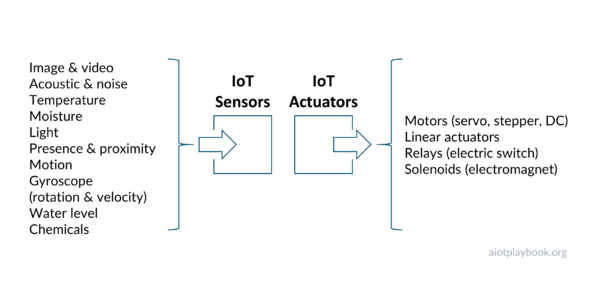 Image & video
Acoustic & noise
Temperature
Moisture
Light
Presence & proximity
Motion
Gyroscope
(rotation & velocity)
Water level
Chemicals
IoT
Sensors
IoT
Actuators
Motors (servo, stepper, DC)
Linear actuators
Relays (electric switch)
Solenoids (electromagnet)
aiotplaybook.org